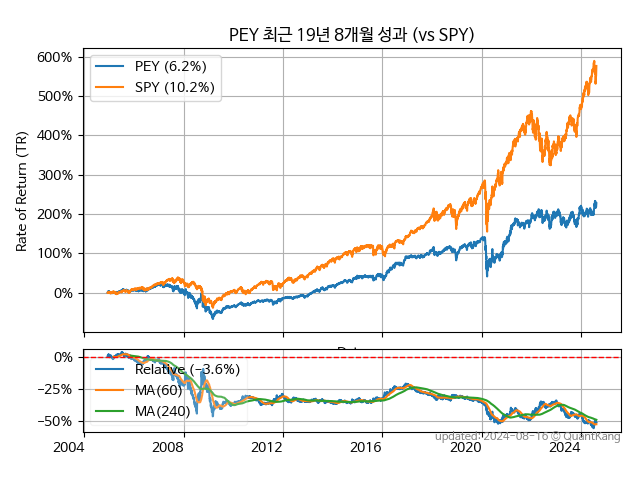 PEY 최근 19년 8개월 성과 (vs SPY)
600%
500%
400%
300%
200%
100%
0%
Rate of Return (TR)
PEY (6.2%)
SPY (10.2%)
0%
−25%
−50%
Relative (−3.6%)
MA(60)
MA(240)
2004
2008
2012
2016
2020
2024
updated: 2024-08-16 © QuantKang